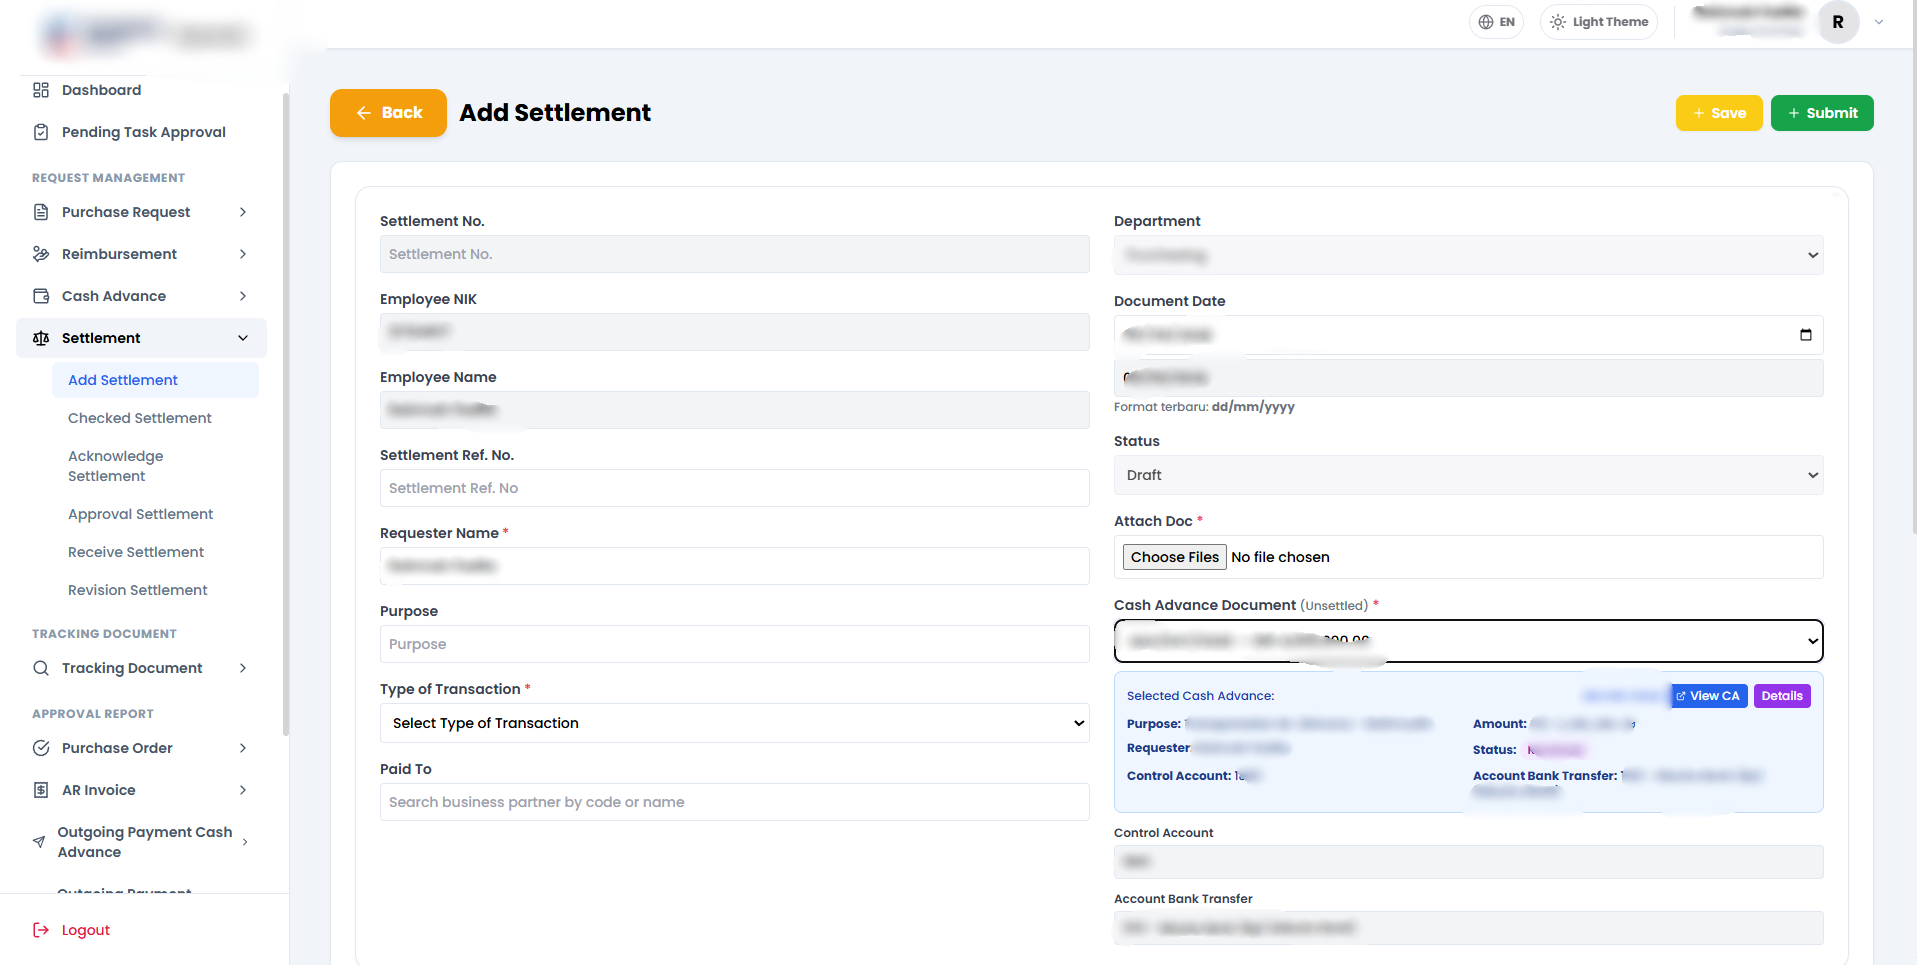 EN
Light Theme
R
Dashboard
Pending Task Approval
REQUEST MANAGEMENT
Purchase Request
Reimbursement
Cash Advance
Settlement
Add Settlement
Checked Settlement
Acknowledge
Settlement
Approval Settlement
Receive Settlement
Revision Settlement
TRACKING DOCUMENT
Tracking Document
APPROVAL REPORT
Purchase Order
AR Invoice
Outgoing Payment Cash
Advance
Outgoing Payment
Logout
Back
Add Settlement
+ Save
+ Submit
Settlement No.
Settlement No.
Employee NIK
Employee Name
Settlement Ref. No.
Settlement Ref. No
Requester Name *
Purpose
Purpose
Type of Transaction *
Select Type of Transaction
Paid To
Search business partner by code or name
Department
Document Date
Format terbaru: dd/mm/yyyy
Status
Draft
Attach Doc *
Choose Files No file chosen
Cash Advance Document (Unsettled) *
Selected Cash Advance:
View CA
Details
Purpose:
Amount:
Requester
Status:
Control Account:
Account Bank Transfer:
Control Account
Account Bank Transfer